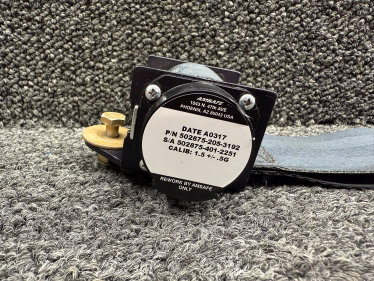 AMSAFE
1043 N. 47th AVE
PHOENIX, AZ 85043 USA
DATE A0317
P/N 502875-205-3192
S/A 502875-401-2251
CALIB: 1.5 +/- .5G
REWORK BY AMSAFE
ONLY